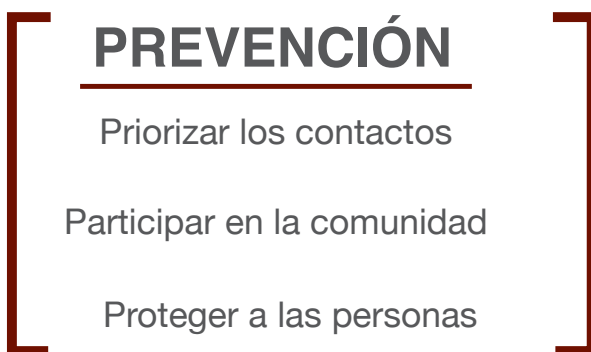 PREVENCIÓN
Priorizar los contactos
Participar en la comunidad
Proteger a las personas